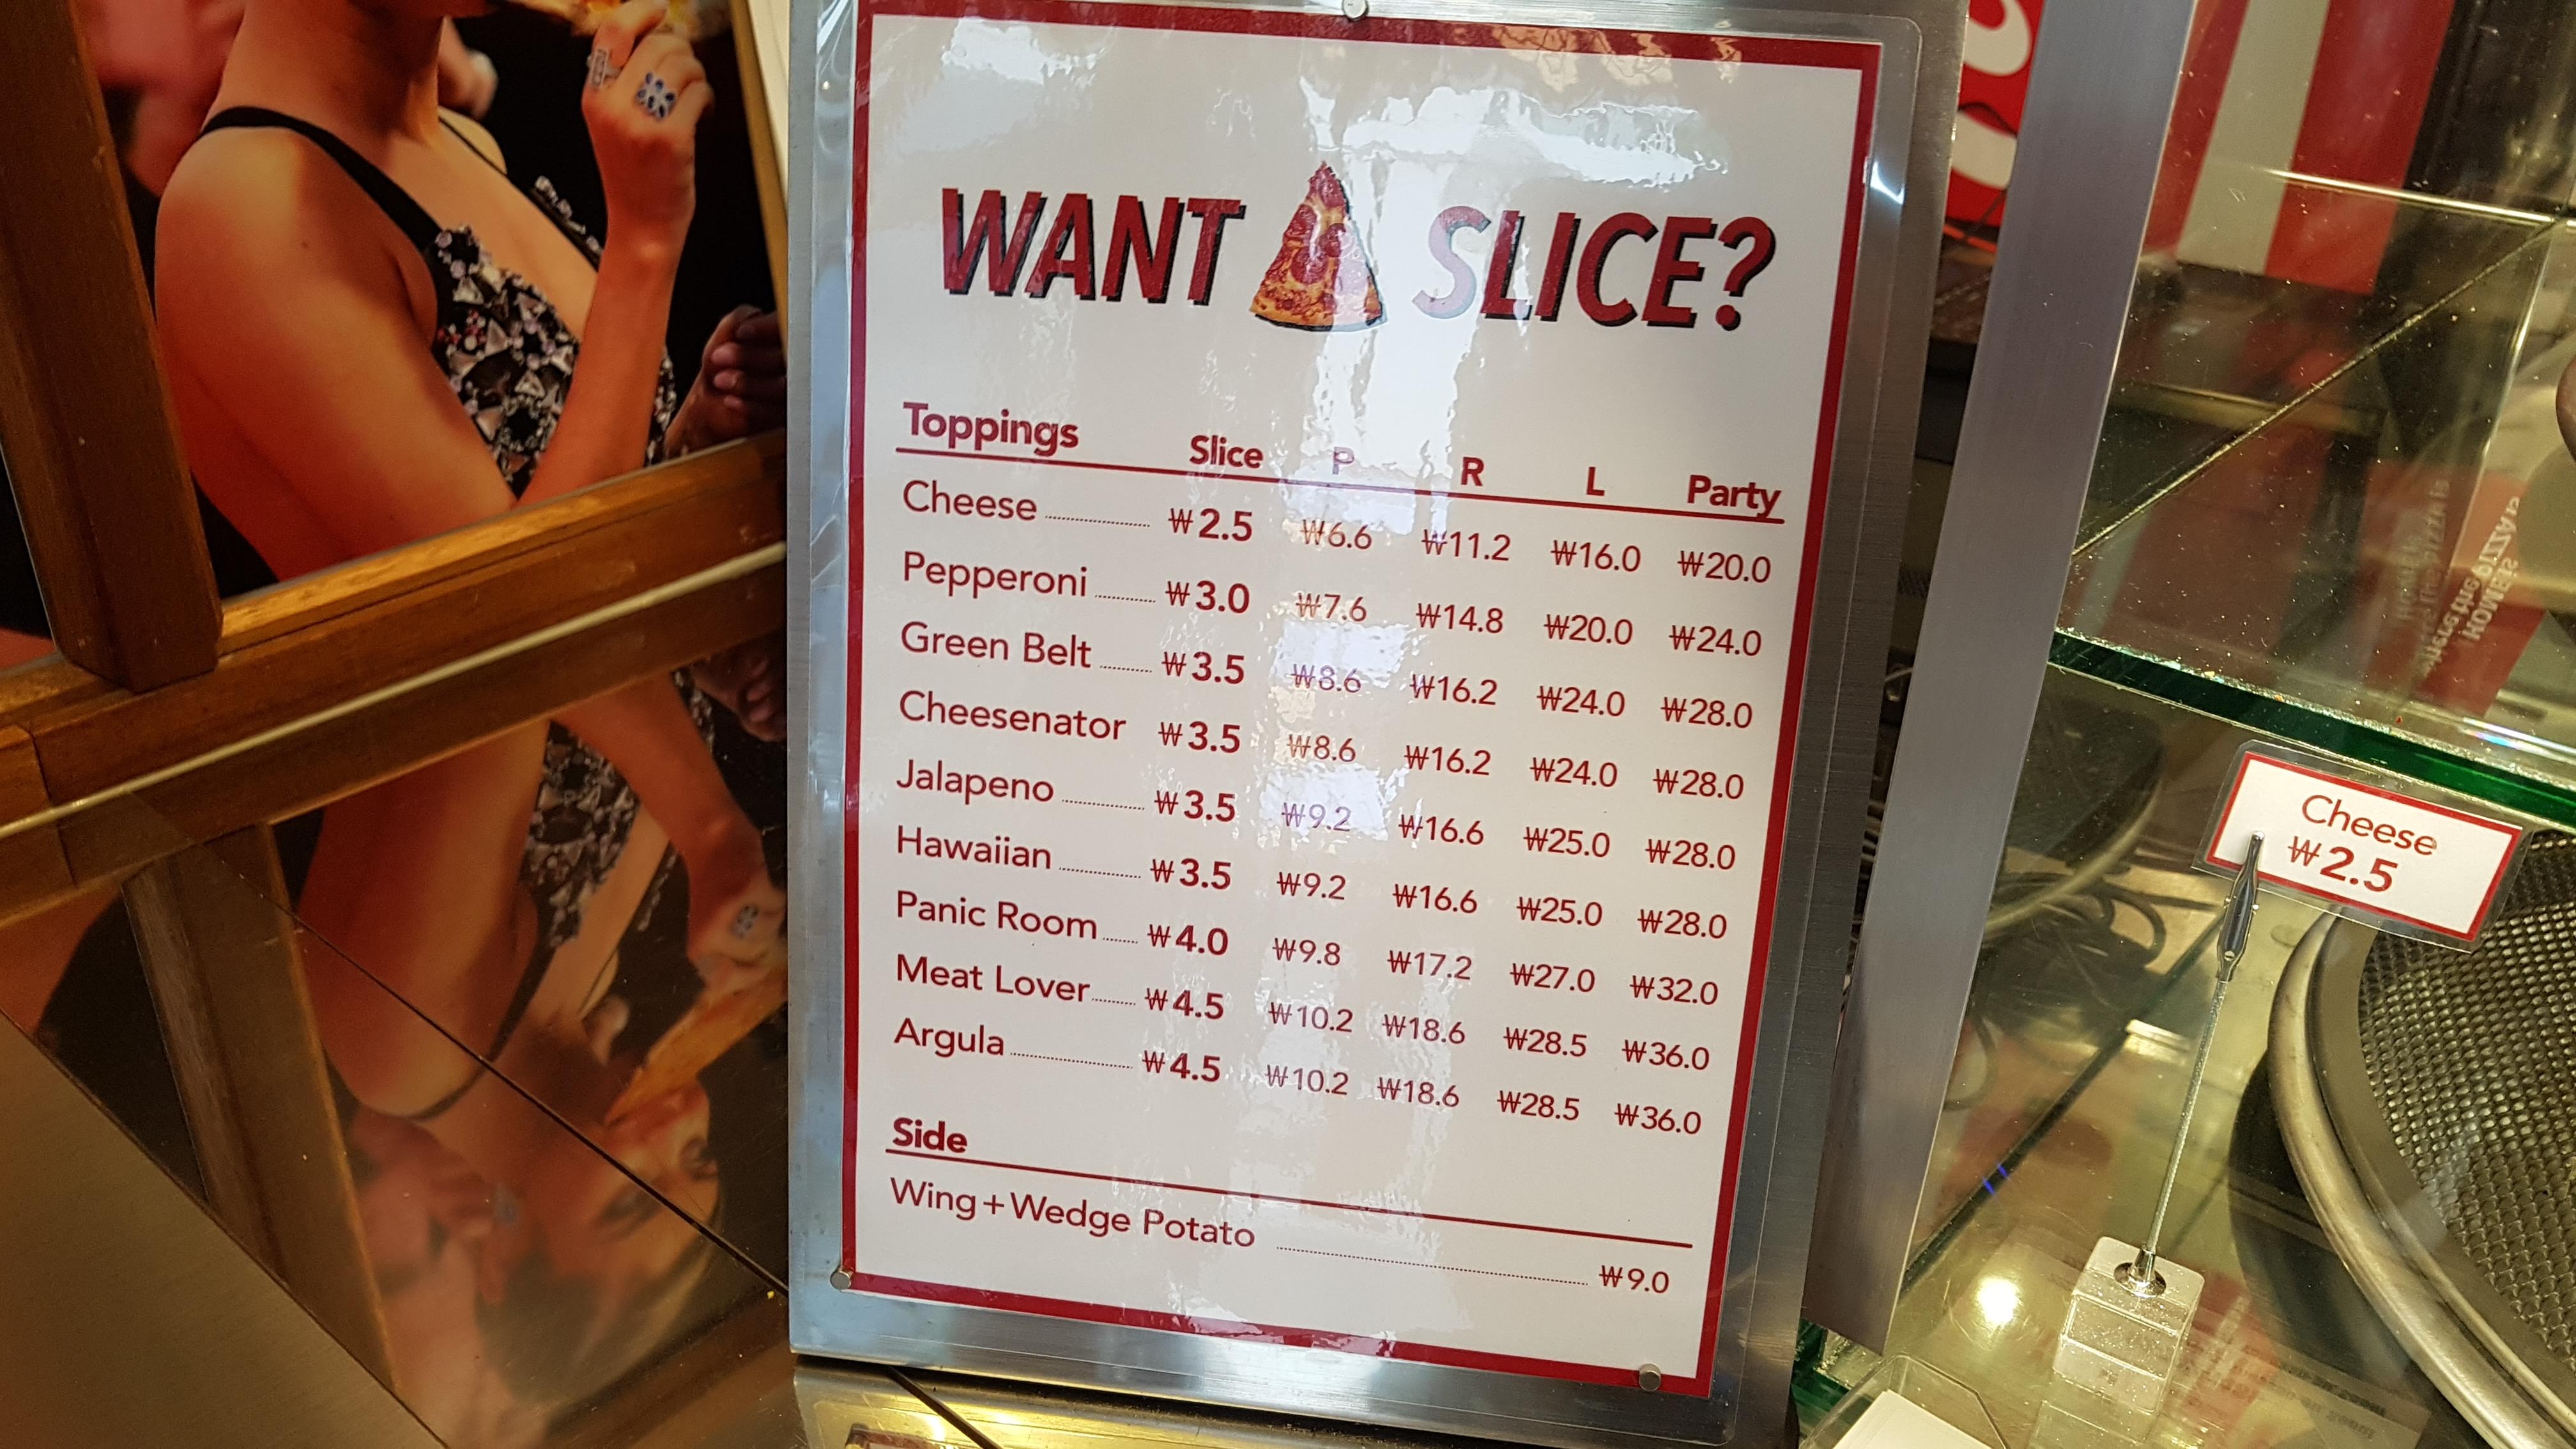 WANT SLICE?
Toppings Slice P R L Party
Cheese ₩2.5 ₩6.6 ₩11.2 ₩16.0 ₩20.0
Pepperoni ₩3.0 ₩7.6 ₩14.8 ₩20.0 ₩24.0
Green Belt ₩3.5 ₩8.6 ₩16.2 ₩24.0 ₩28.0
Cheesenator ₩3.5 ₩8.6 ₩16.2 ₩24.0 ₩28.0
Jalapeno ₩3.5 ₩9.2 ₩16.6 ₩25.0 ₩28.0
Hawaiian ₩3.5 ₩9.2 ₩16.6 ₩25.0 ₩28.0
Panic Room ₩4.0 ₩9.8 ₩17.2 ₩27.0 ₩32.0
Meat Lover ₩4.5 ₩10.2 ₩18.6 ₩28.5 ₩36.0
Argula ₩4.5 ₩10.2 ₩18.6 ₩28.5 ₩36.0
Side
Wing+Wedge Potato ₩9.0
Cheese
₩2.5